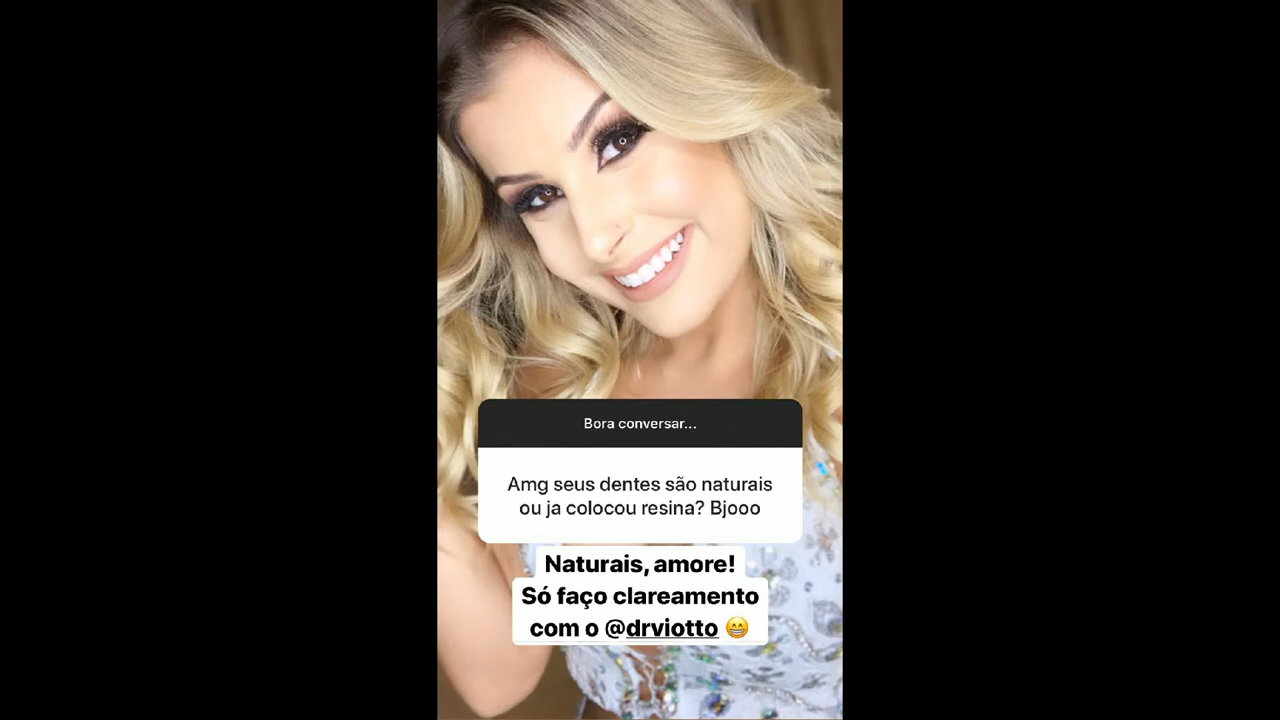 Bora conversar...
Amg seus dentes são naturais
ou ja colocou resina? Bjooo
Naturais, amore!
Só faço clareamento
com o @drviotto 😁